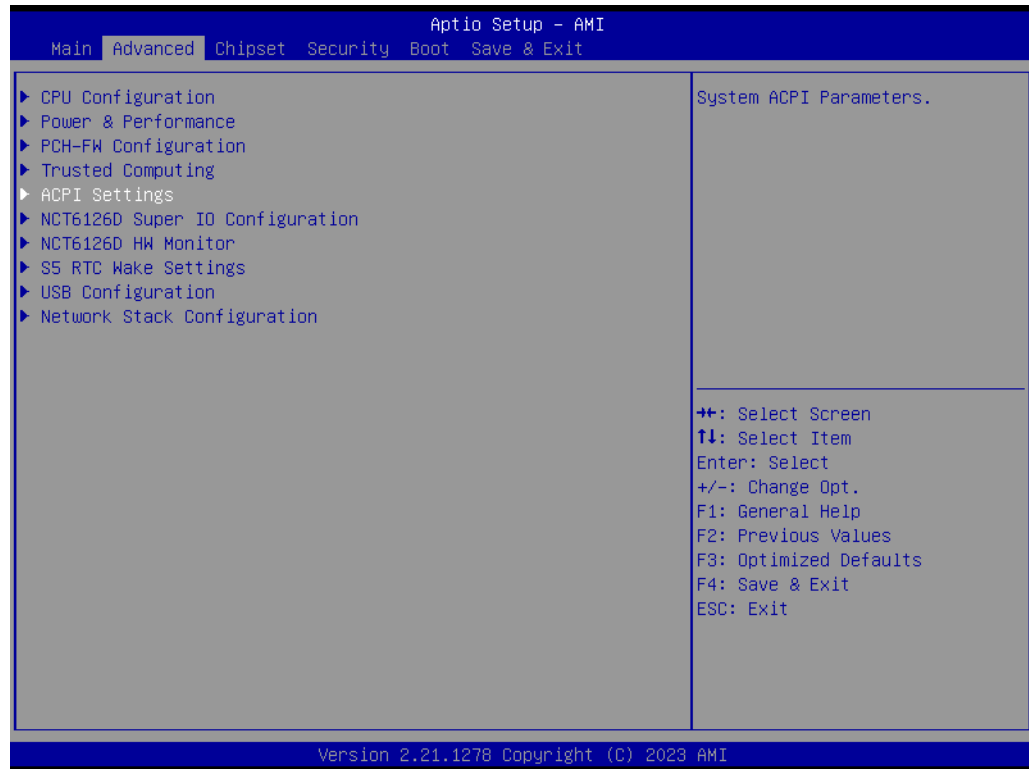 Aptio Setup – AMI
Main Advanced Chipset Security Boot Save & Exit
▶ CPU Configuration
▶ Power & Performance
▶ PCH-FW Configuration
▶ Trusted Computing
▶ ACPI Settings
▶ NCT6126D Super IO Configuration
▶ NCT6126D HW Monitor
▶ S5 RTC Wake Settings
▶ USB Configuration
▶ Network Stack Configuration
System ACPI Parameters.
→←: Select Screen
↑↓: Select Item
Enter: Select
+/-: Change Opt.
F1: General Help
F2: Previous Values
F3: Optimized Defaults
F4: Save & Exit
ESC: Exit
Version 2.21.1278 Copyright (C) 2023 AMI